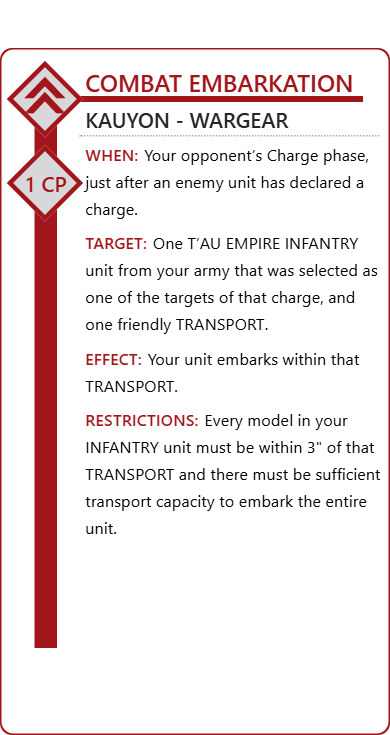 COMBAT EMBARKATION
KAUYON - WARGEAR
1 CP
WHEN: Your opponent’s Charge phase,
just after an enemy unit has declared a
charge.
TARGET: One T’AU EMPIRE INFANTRY
unit from your army that was selected as
one of the targets of that charge, and
one friendly TRANSPORT.
EFFECT: Your unit embarks within that
TRANSPORT.
RESTRICTIONS: Every model in your
INFANTRY unit must be within 3" of that
TRANSPORT and there must be sufficient
transport capacity to embark the entire
unit.